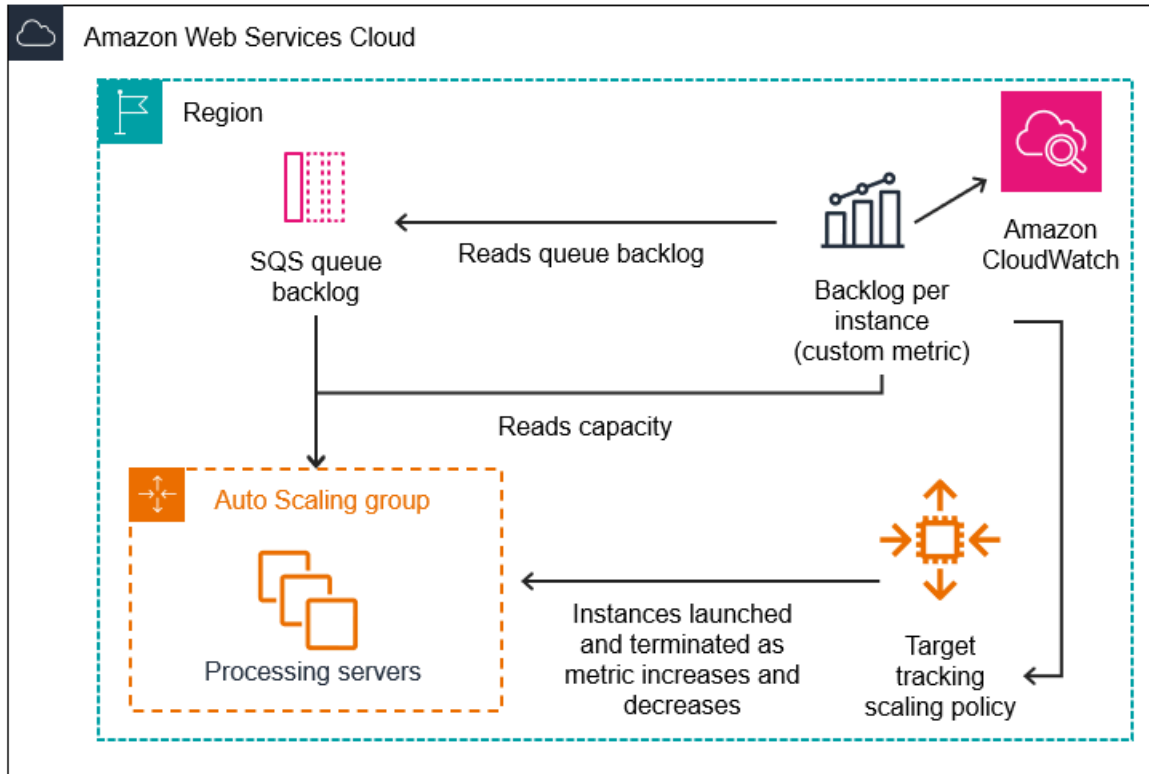 Amazon Web Services Cloud
Region
SQS queue
backlog
Reads queue backlog
Backlog per
instance
(custom metric)
Amazon
CloudWatch
Reads capacity
Auto Scaling group
Processing servers
Instances launched
and terminated as
metric increases and
decreases
Target
tracking
scaling policy